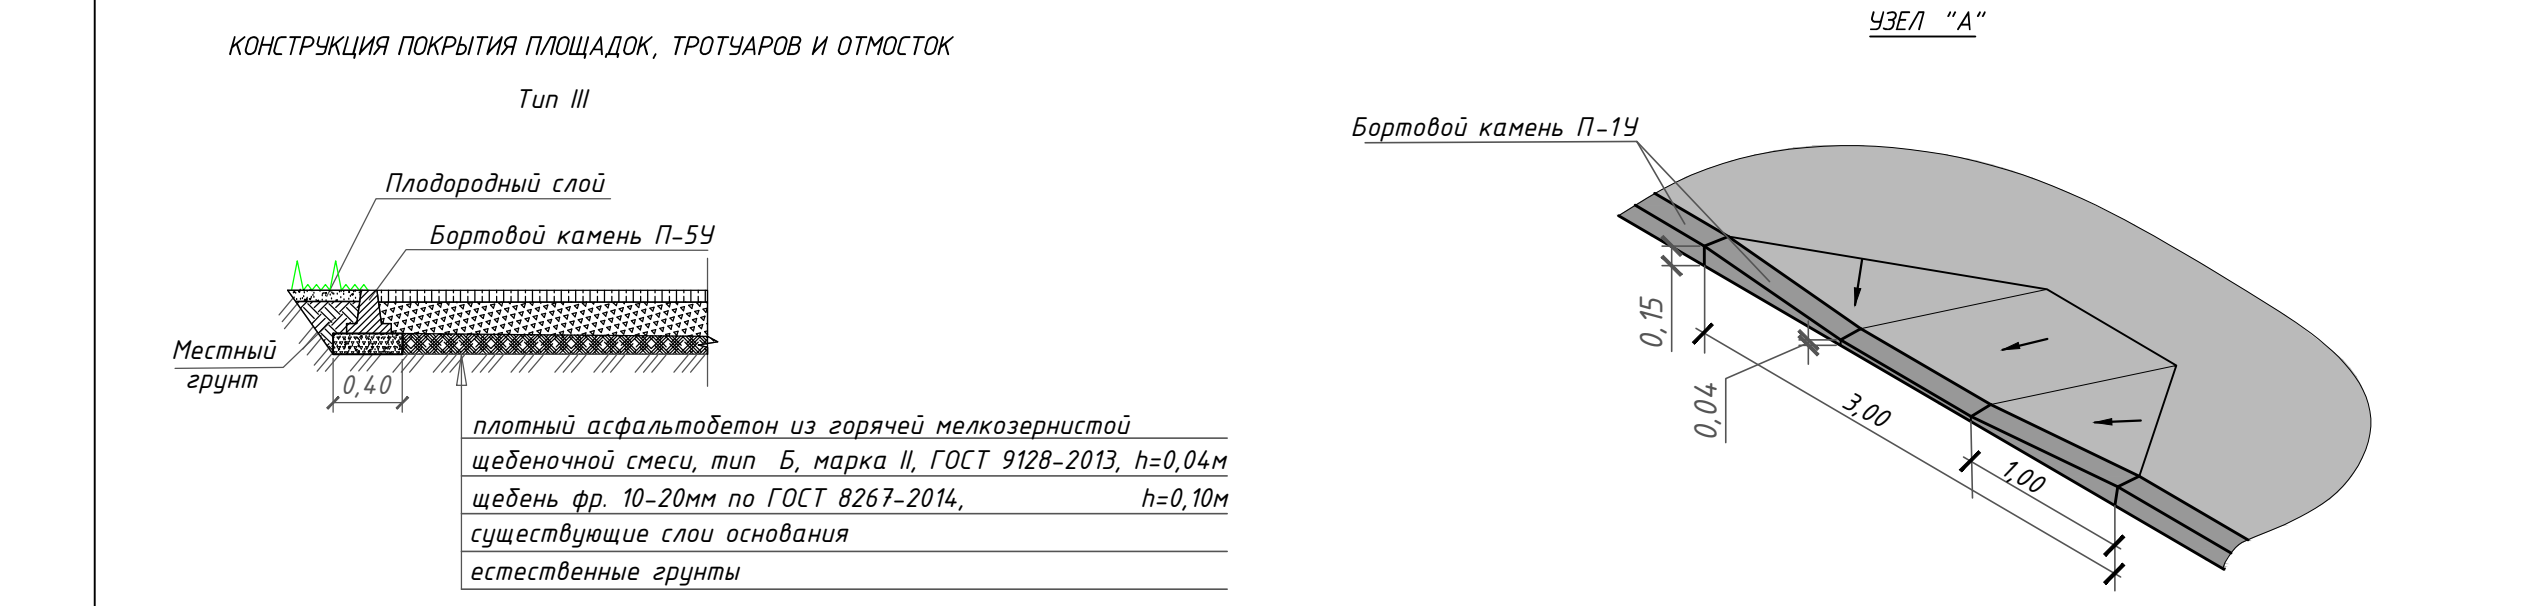 КОНСТРУКЦИЯ ПОКРЫТИЯ ПЛОЩАДОК, ТРОТУАРОВ И ОТМОСТОК
Тип III
Плодородный слой
Бортовой камень П-5У
Местный
грунт
0,40
плотный асфальтобетон из горячей мелкозернистой
щебеночной смеси, тип Б, марка II, ГОСТ 9128-2013, h=0,04м
щебень фр. 10-20мм по ГОСТ 8267-2014, h=0,10м
существующие слои основания
естественные грунты
УЗЕЛ "А"
Бортовой камень П-1У
0,15
0,04
3,00
1,00